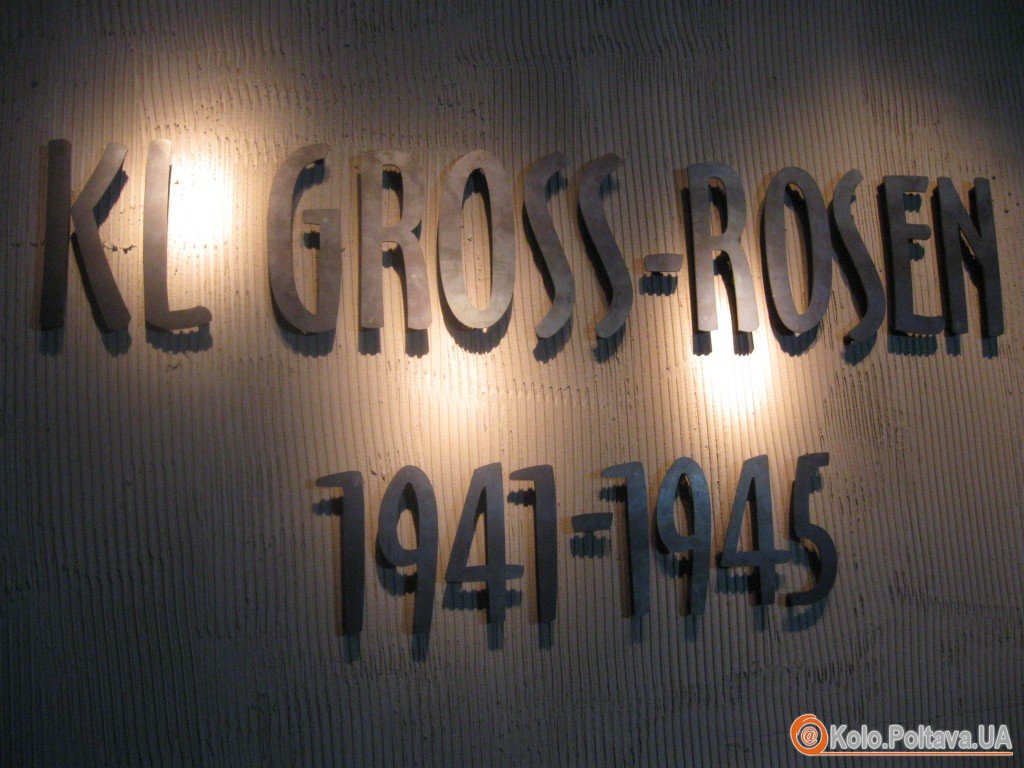 KL GROSS-ROSEN
1941-1945
@Kolo.Poltava.UA